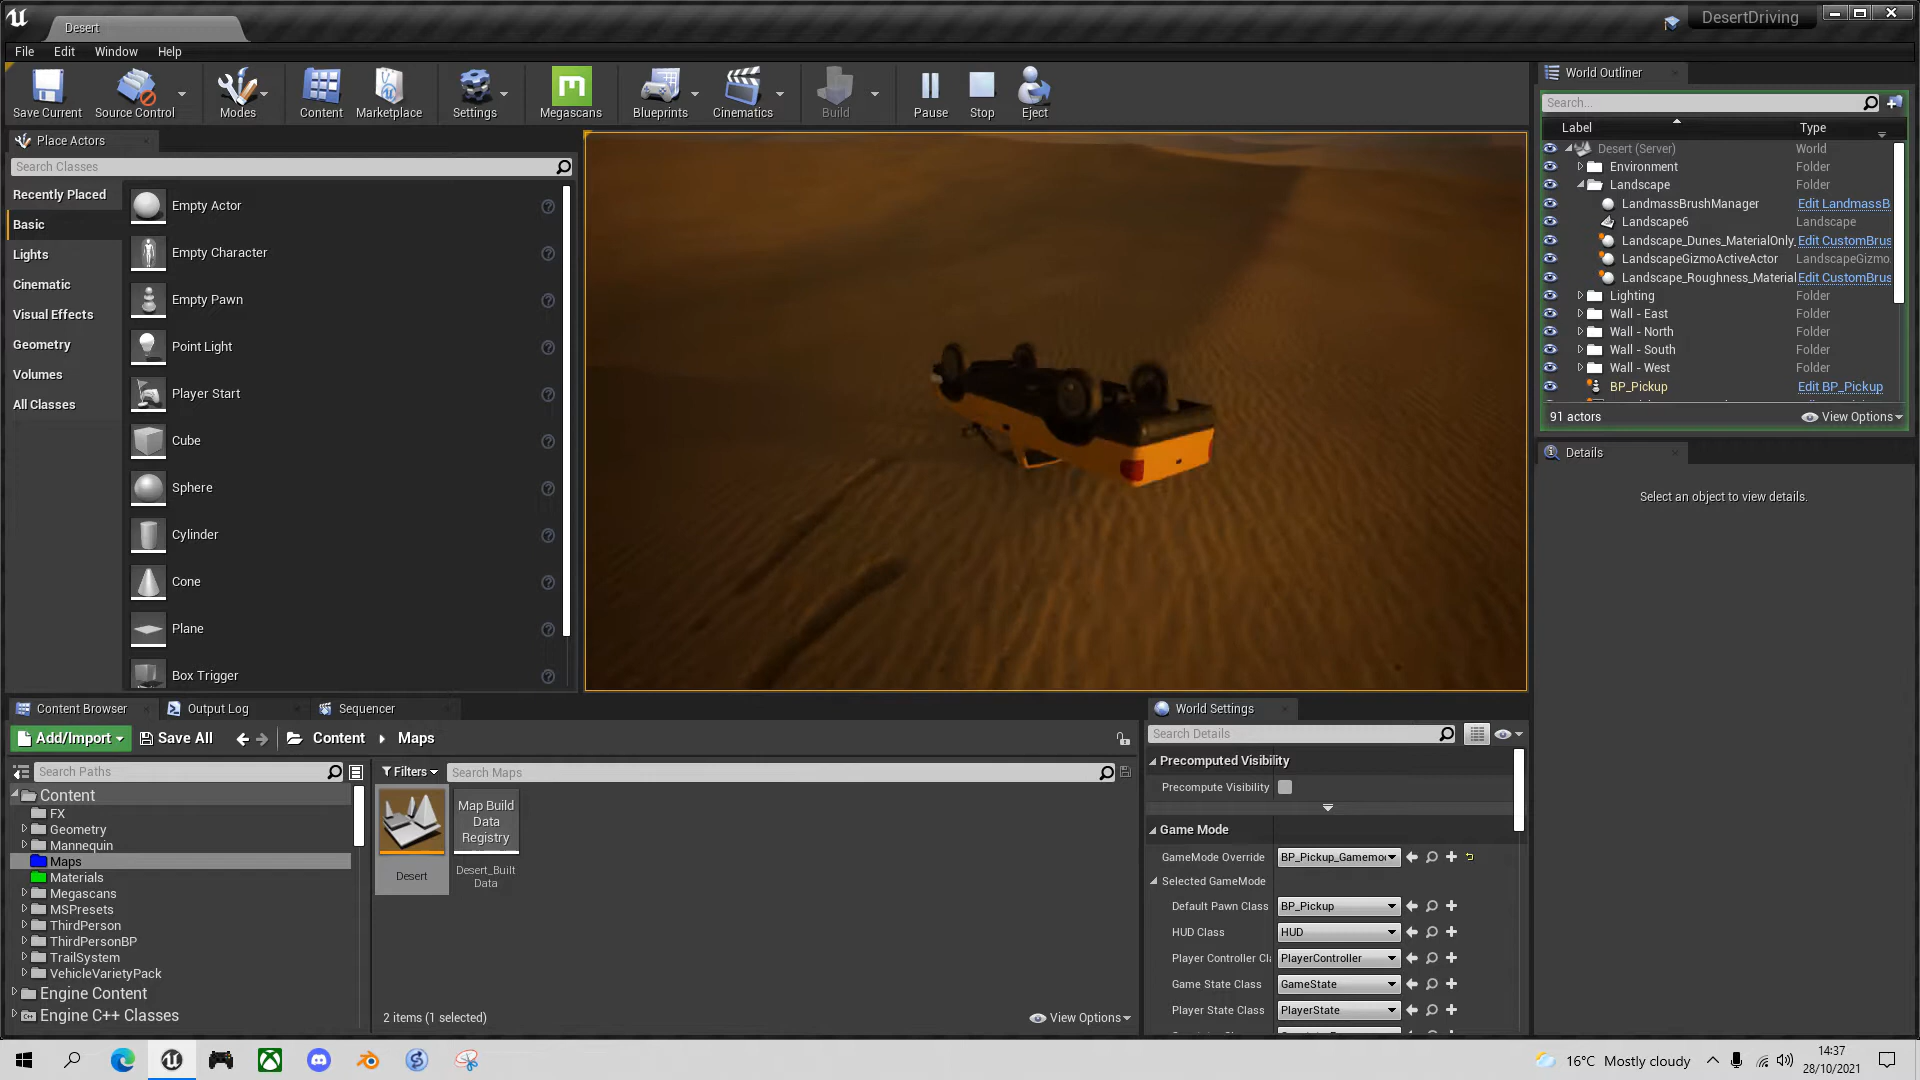 Desert
DesertDriving
File
Edit
Window
Help
Save Current
Source Control
Modes
Content
Marketplace
Settings
Megascans
Blueprints
Cinematics
Build
Pause
Stop
Eject
Place Actors
Search Classes
Recently Placed
Basic
Lights
Cinematic
Visual Effects
Geometry
Volumes
All Classes
Empty Actor
Empty Character
Empty Pawn
Point Light
Player Start
Cube
Sphere
Cylinder
Cone
Plane
Box Trigger
World Outliner
Search...
Label
Type
Desert (Server) World
Environment Folder
Landscape Folder
LandmassBrushManager Edit LandmassB
Landscape6 Landscape
Landscape_Dunes_MaterialOnly_ Edit CustomBrus
LandscapeGizmoActiveActor LandscapeGizmo
Landscape_Roughness_Material Edit CustomBrus
Lighting Folder
Wall - East Folder
Wall - North Folder
Wall - South Folder
Wall - West Folder
BP_Pickup Edit BP_Pickup
91 actors
View Options
Details
Select an object to view details.
Content Browser
Output Log
Sequencer
Add/Import
Save All
Content
Maps
Search Paths
Filters
Search Maps
Content
FX
Geometry
Mannequin
Maps
Materials
Megascans
MSPresets
ThirdPerson
ThirdPersonBP
TrailSystem
VehicleVarietyPack
Engine Content
Engine C++ Classes
Desert
Map Build
Data
Registry
Desert_Built
Data
2 items (1 selected)
View Options
World Settings
Search Details
Precomputed Visibility
Precompute Visibility
Game Mode
GameMode Override BP_Pickup_Gamemo
Selected GameMode
Default Pawn Class BP_Pickup
HUD Class HUD
Player Controller Cl PlayerController
Game State Class GameState
Player State Class PlayerState
16°C Mostly cloudy
14:37
28/10/2021